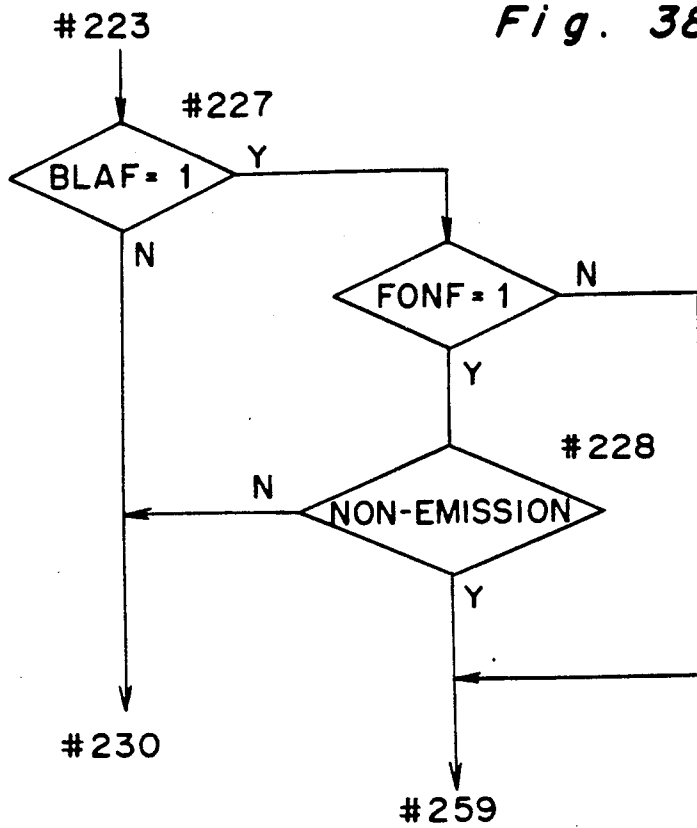 #223
Fig. 38
#227
BLAF = 1
Y
N
FONF = 1
N
Y
#228
N
NON-EMISSION
Y
#230
#259